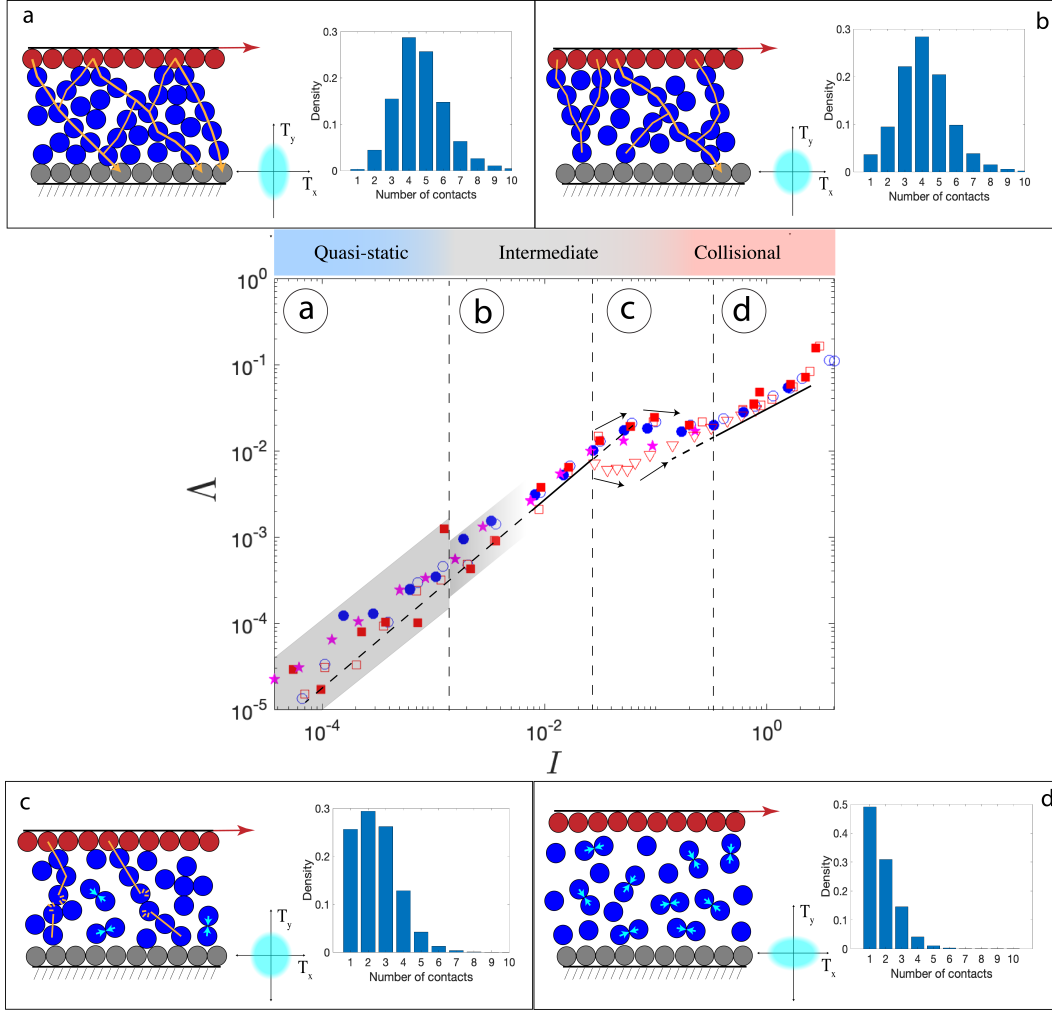 a
0.3
0.2
0.1
0
Density
1 2 3 4 5 6 7 8 9 10
Number of contacts
T_y
T_x
b
0.3
0.2
0.1
0
Density
1 2 3 4 5 6 7 8 9 10
Number of contacts
T_y
T_x
Quasi-static Intermediate Collisional
a b c d
10^0
10^-1
10^-2
10^-3
10^-4
10^-5
Λ
10^-4 10^-2 10^0
I
c
0.3
0.2
0.1
0
Density
1 2 3 4 5 6 7 8 9 10
Number of contacts
T_y
T_x
d
0.5
0.4
0.3
0.2
0.1
0
Density
1 2 3 4 5 6 7 8 9 10
Number of contacts
T_y
T_x